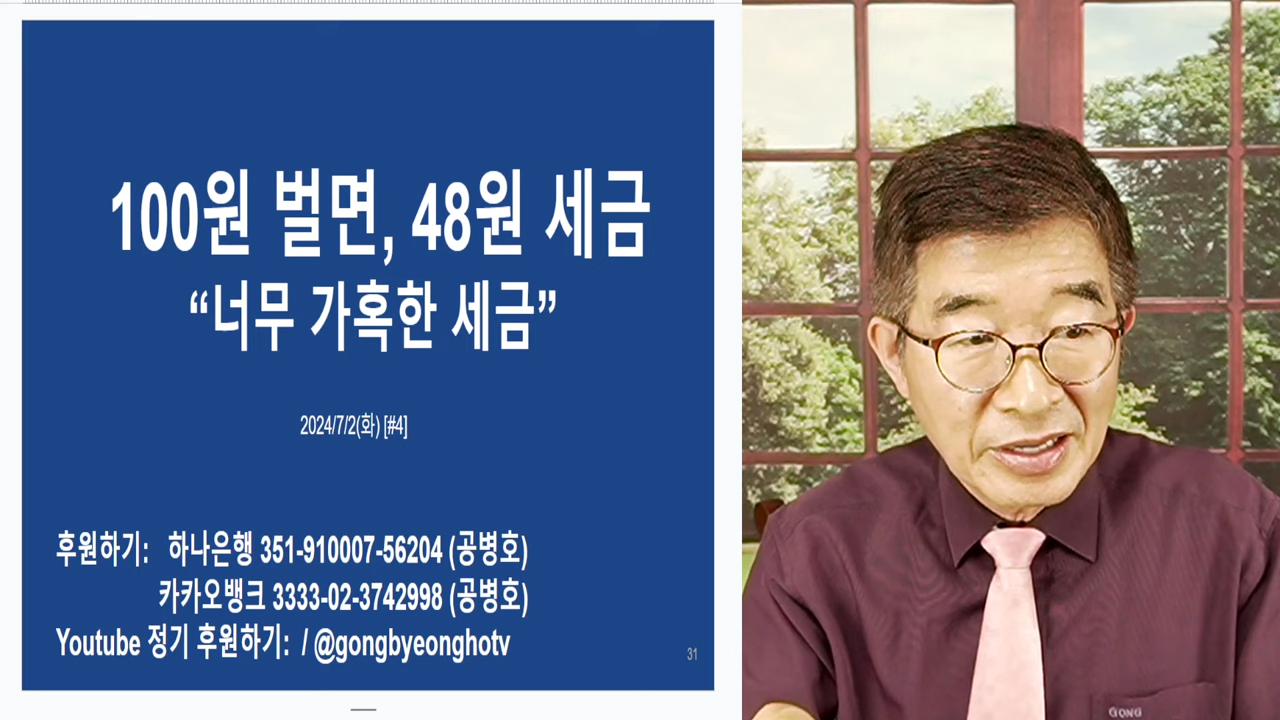 100원 벌면, 48원 세금
“너무 가혹한 세금”
2024/7/2(화) [#4]
후원하기: 하나은행 351-910007-56204 (공병호)
카카오뱅크 3333-02-3742998 (공병호)
Youtube 정기 후원하기: / @gongbyeonghotv
31
GONG